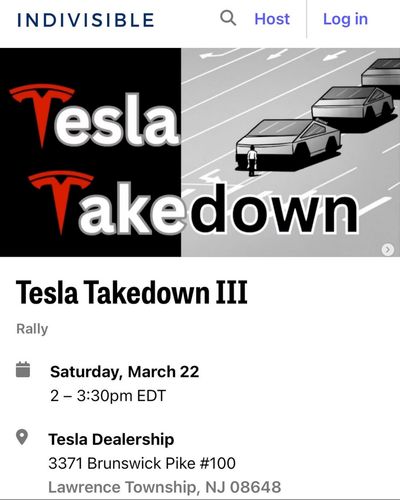 INDIVISIBLE Host Log in
Tesla
Takedown
Tesla Takedown III
Rally
Saturday, March 22
2 – 3:30pm EDT
Tesla Dealership
3371 Brunswick Pike #100
Lawrence Township, NJ 08648